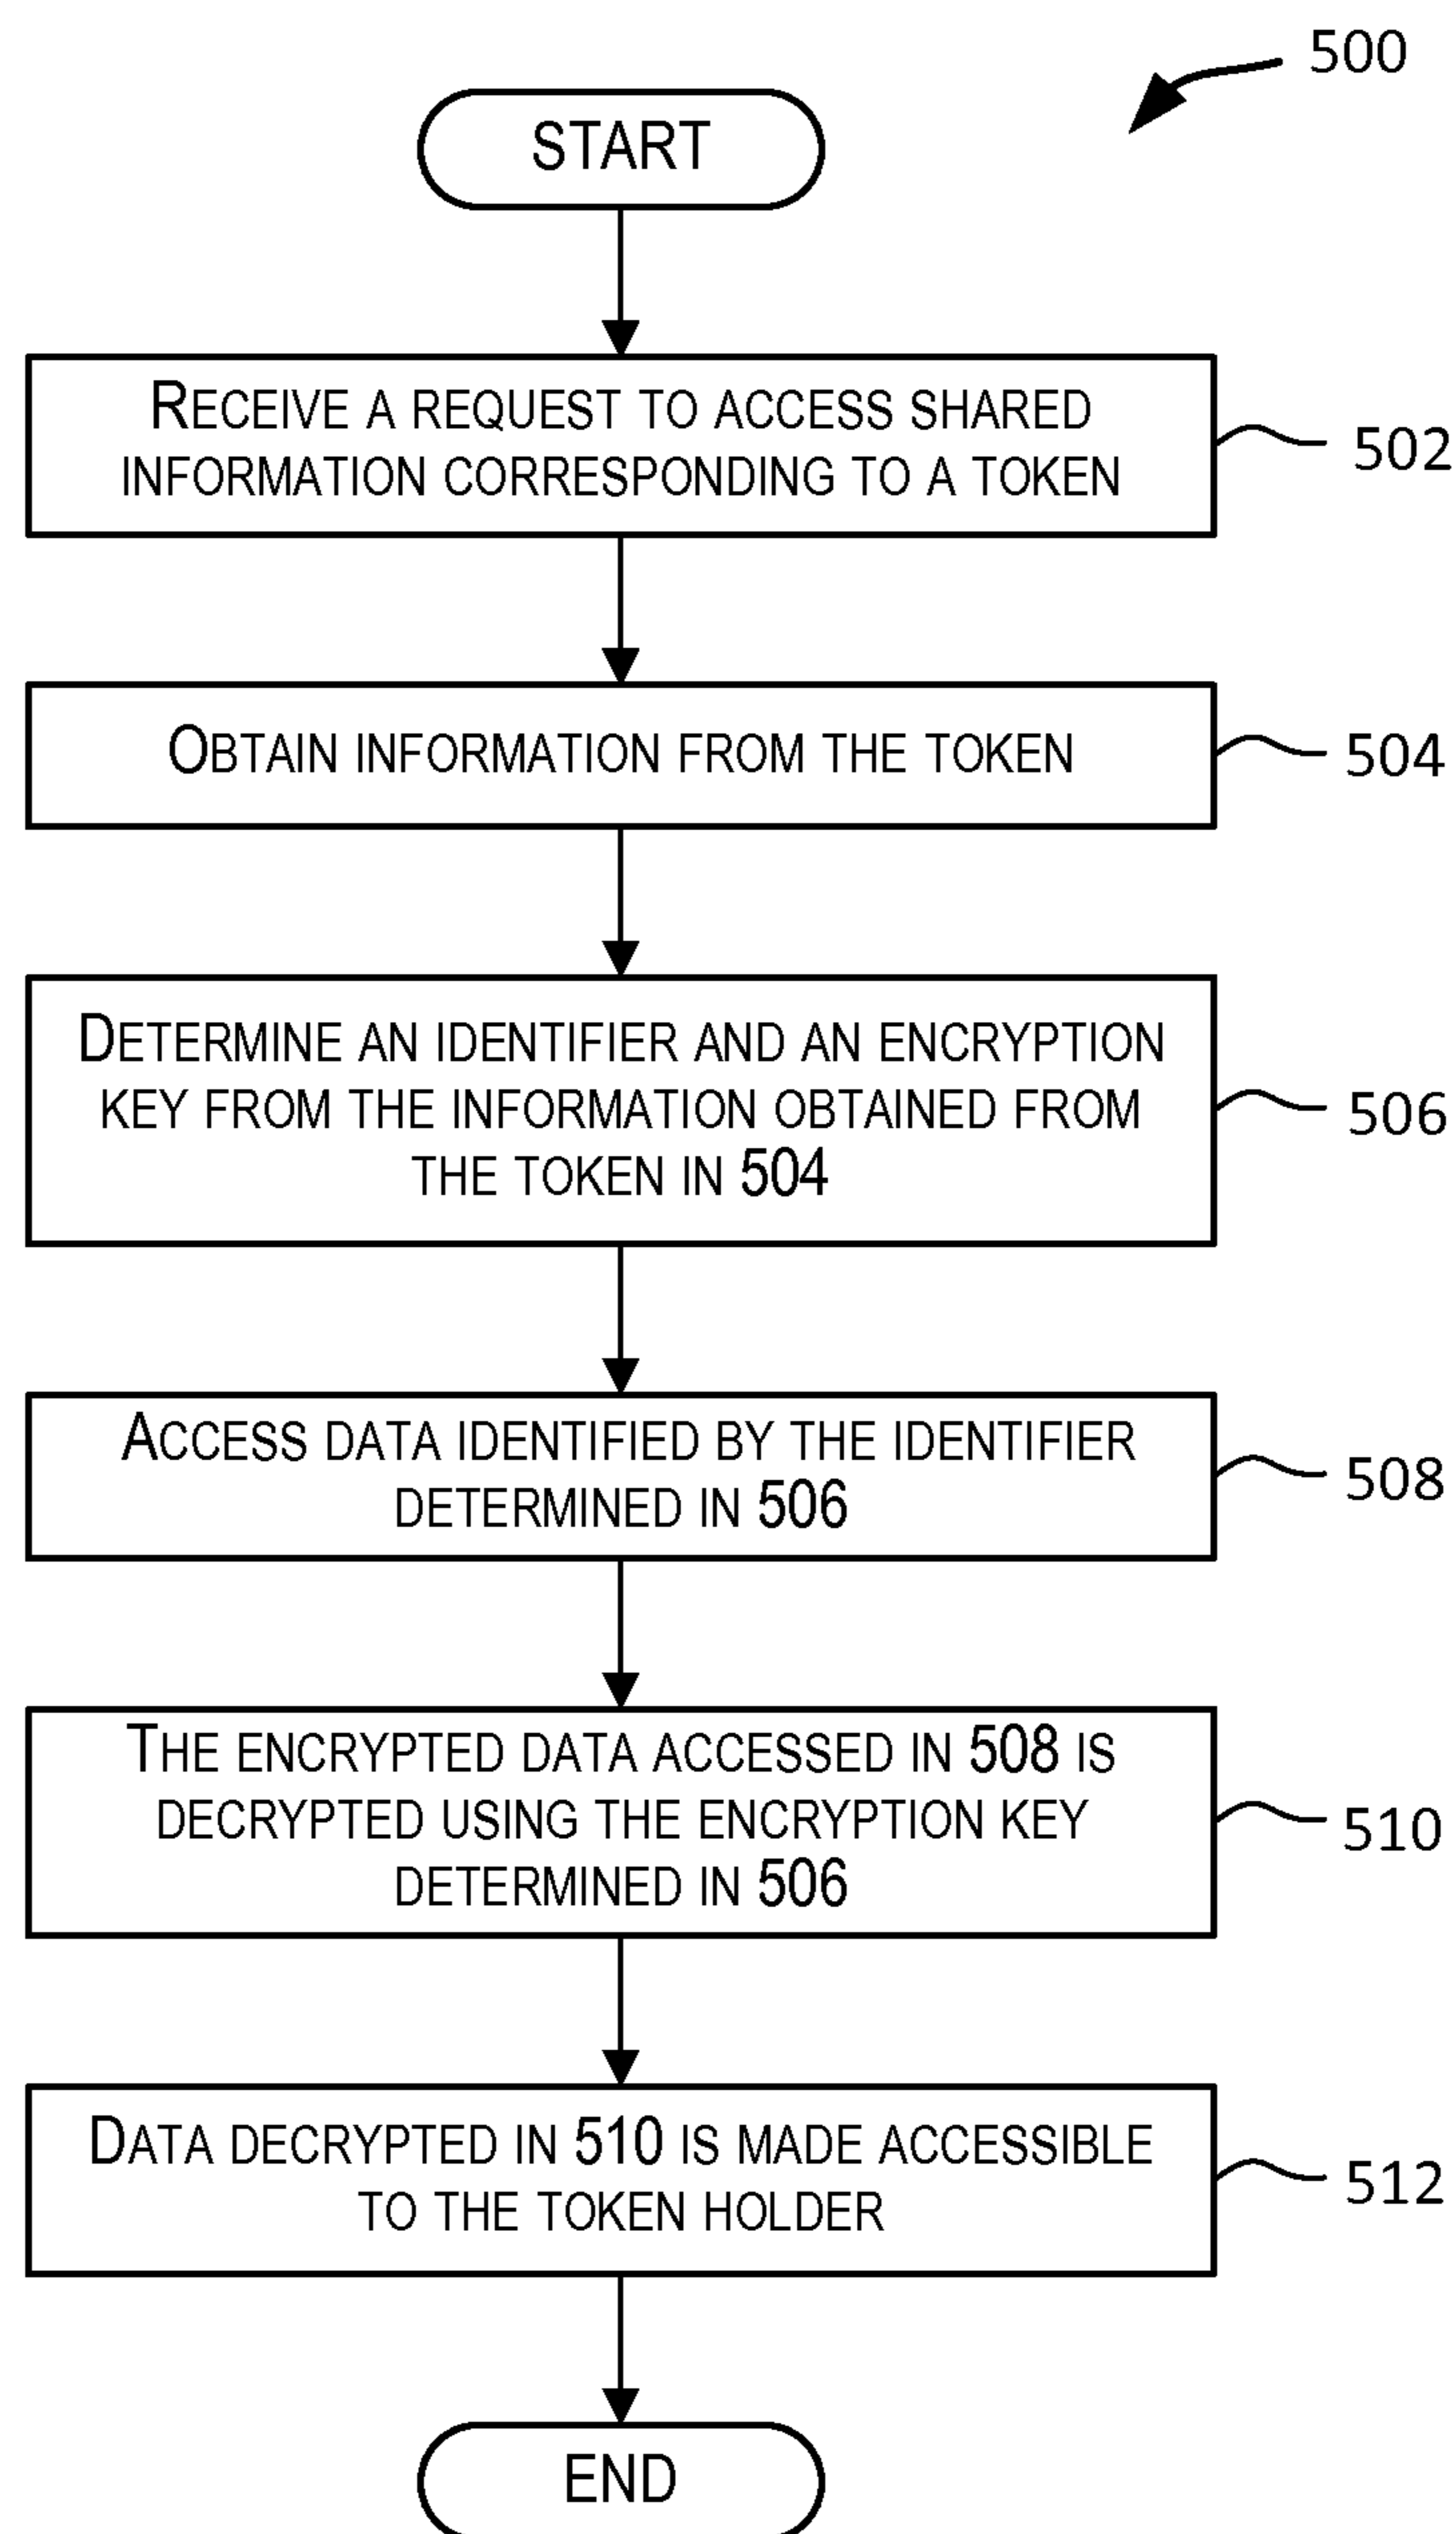 500
START
RECEIVE A REQUEST TO ACCESS SHARED
INFORMATION CORRESPONDING TO A TOKEN
502
OBTAIN INFORMATION FROM THE TOKEN
504
DETERMINE AN IDENTIFIER AND AN ENCRYPTION
KEY FROM THE INFORMATION OBTAINED FROM
THE TOKEN IN 504
506
ACCESS DATA IDENTIFIED BY THE IDENTIFIER
DETERMINED IN 506
508
THE ENCRYPTED DATA ACCESSED IN 508 IS
DECRYPTED USING THE ENCRYPTION KEY
DETERMINED IN 506
510
DATA DECRYPTED IN 510 IS MADE ACCESSIBLE
TO THE TOKEN HOLDER
512
END